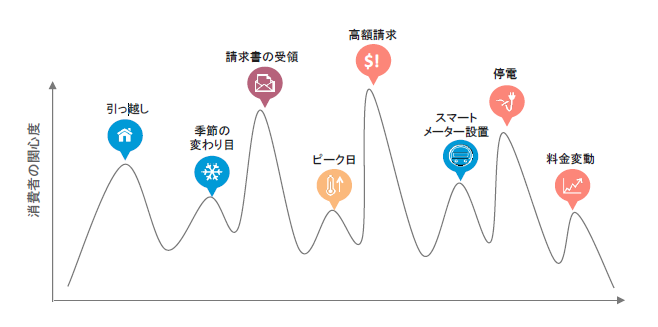 高額請求
請求書の受領
停電
引っ越し
季節の
変わり目
スマート
メーター設置
ピーク日
料金変動
$!
消費者の関心度